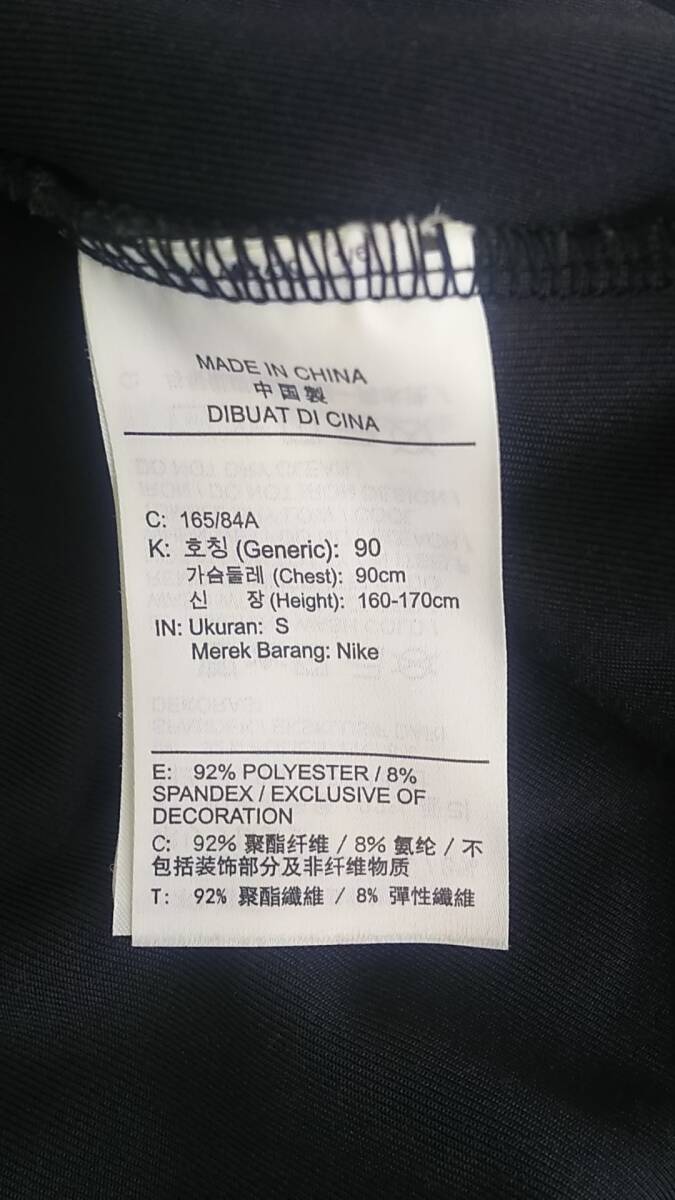 MADE IN CHINA
中国製
DIBUAT DI CINA
C: 165/84A
K: 호칭 (Generic): 90
가슴둘레 (Chest): 90cm
신 장 (Height): 160-170cm
IN: Ukuran: S
Merek Barang: Nike
E: 92% POLYESTER / 8%
SPANDEX / EXCLUSIVE OF
DECORATION
C: 92% 聚酯纤维 / 8% 氨纶 / 不
包括装饰部分及非纤维物质
T: 92% 聚酯纖維 / 8% 彈性纖維